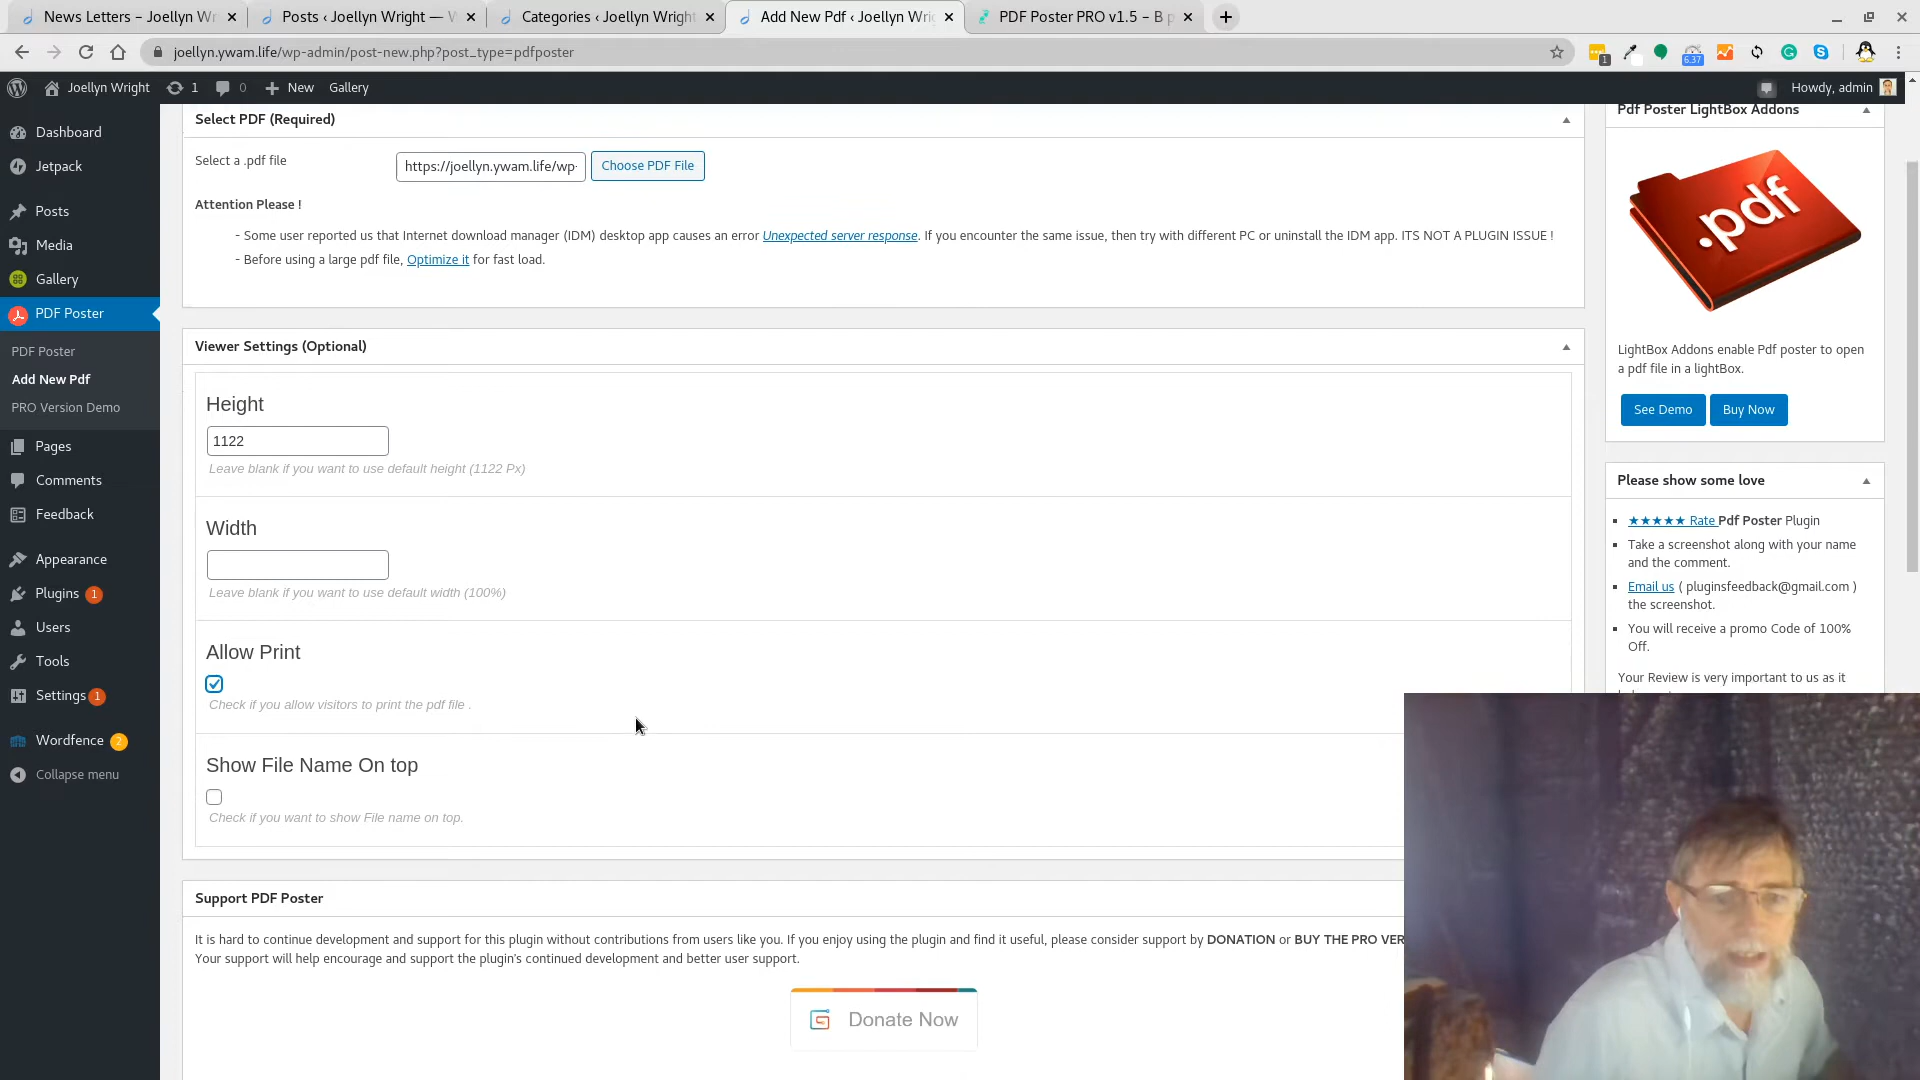 News Letters – Joellyn Wr
Posts ‹ Joellyn Wright — W
Categories ‹ Joellyn Wright
Add New Pdf ‹ Joellyn Wrig
PDF Poster PRO v1.5 – B p
joellyn.ywam.life/wp-admin/post-new.php?post_type=pdfposter
1
6.37
Joellyn Wright
1
0
New
Gallery
Howdy, admin
Dashboard
Jetpack
Posts
Media
Gallery
PDF Poster
PDF Poster
Add New Pdf
PRO Version Demo
Pages
Comments
Feedback
Appearance
Plugins 1
Users
Tools
Settings 1
Wordfence 2
Collapse menu
Select PDF (Required)
Select a .pdf file
https://joellyn.ywam.life/wp-
Choose PDF File
Attention Please !
- Some user reported us that Internet download manager (IDM) desktop app causes an error Unexpected server response. If you encounter the same issue, then try with different PC or uninstall the IDM app. ITS NOT A PLUGIN ISSUE !
- Before using a large pdf file, Optimize it for fast load.
Viewer Settings (Optional)
Height
1122
Leave blank if you want to use default height (1122 Px)
Width
Leave blank if you want to use default width (100%)
Allow Print
Check if you allow visitors to print the pdf file .
Show File Name On top
Check if you want to show File name on top.
Support PDF Poster
It is hard to continue development and support for this plugin without contributions from users like you. If you enjoy using the plugin and find it useful, please consider support by DONATION or BUY THE PRO VER
Your support will help encourage and support the plugin's continued development and better user support.
Donate Now
Pdf Poster LightBox Addons
.pdf
LightBox Addons enable Pdf poster to open
a pdf file in a lightBox.
See Demo
Buy Now
Please show some love
★★★★★ Rate Pdf Poster Plugin
Take a screenshot along with your name
and the comment.
Email us ( pluginsfeedback@gmail.com )
the screenshot.
You will receive a promo Code of 100%
Off.
Your Review is very important to us as it